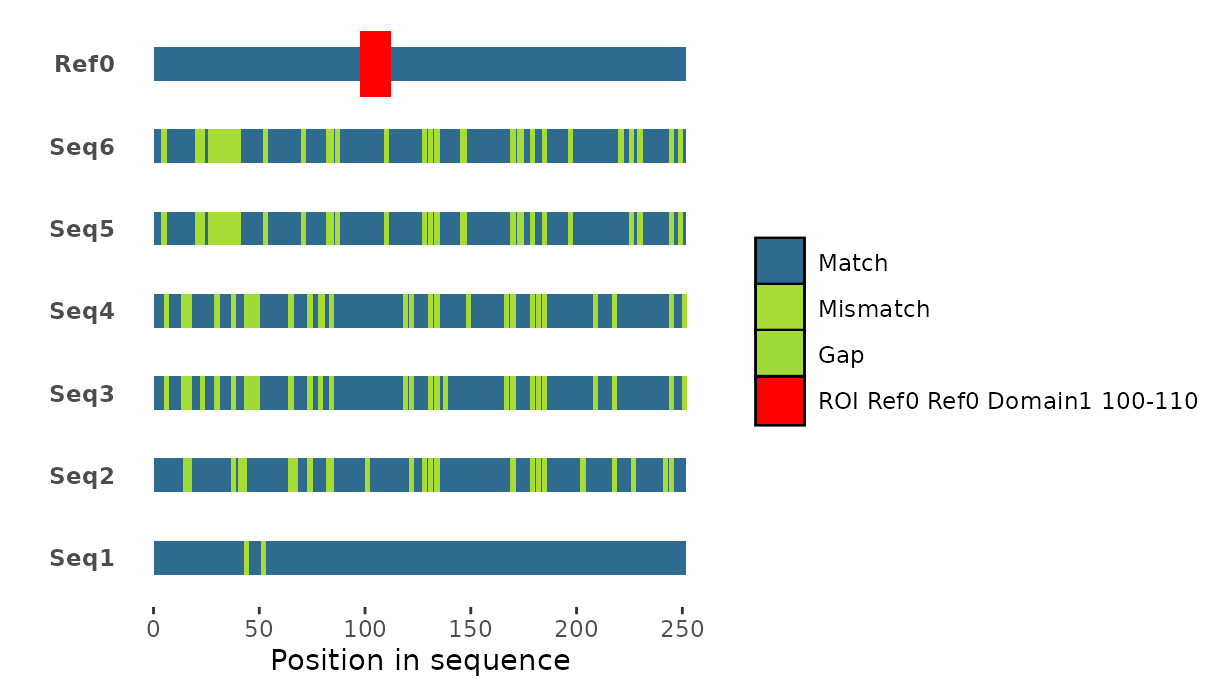 Ref0
Seq6
Seq5
Seq4
Seq3
Seq2
Seq1
0 50 100 150 200 250
Position in sequence
Match
Mismatch
Gap
ROI Ref0 Ref0 Domain1 100-110